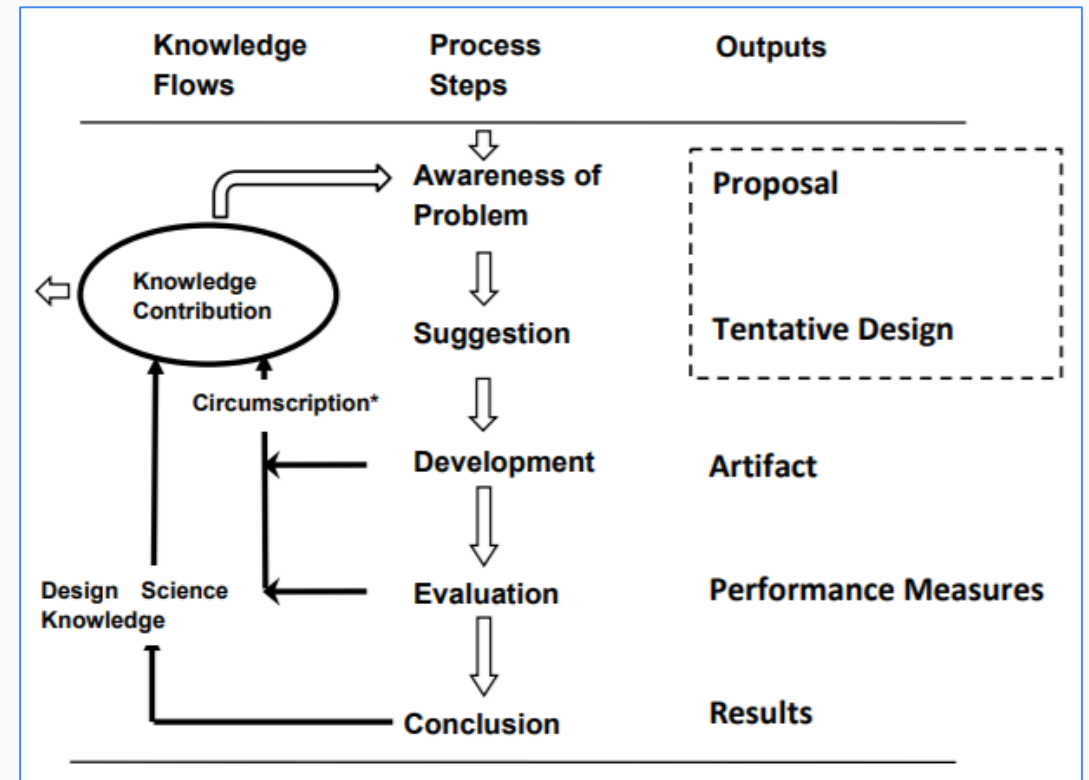 Knowledge Flows
Process Steps
Outputs
Awareness of Problem
Proposal
Knowledge Contribution
Suggestion
Tentative Design
Circumscription*
Development
Artifact
Design Science Knowledge
Evaluation
Performance Measures
Conclusion
Results